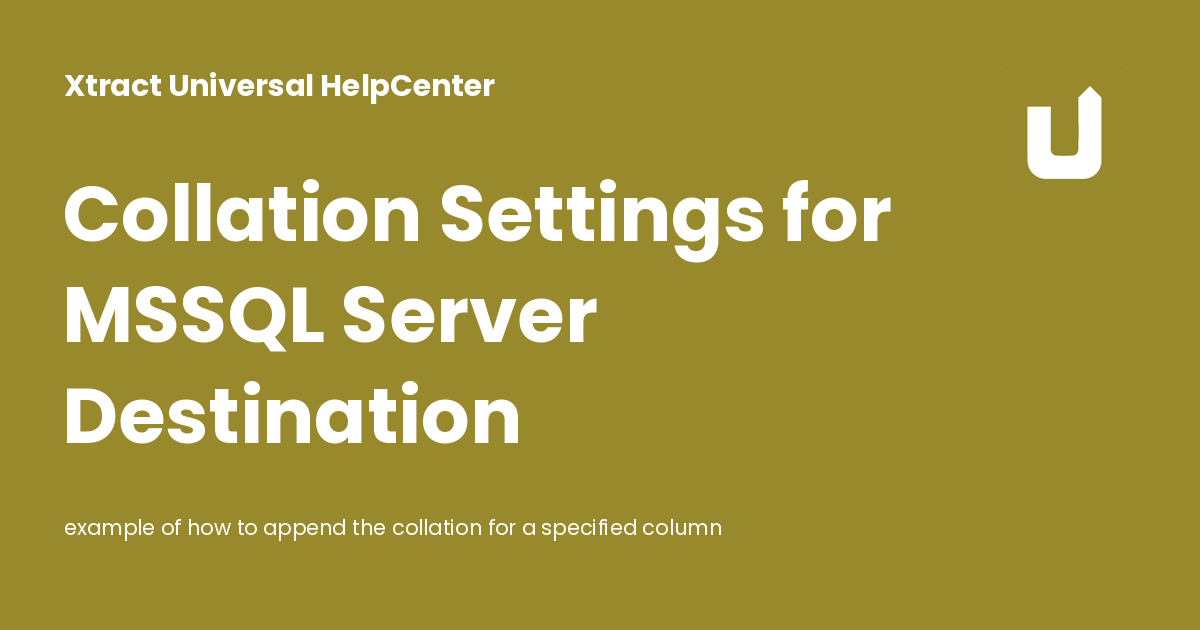 Xtract Universal HelpCenter
Collation Settings for
MSSQL Server
Destination
example of how to append the collation for a specified column